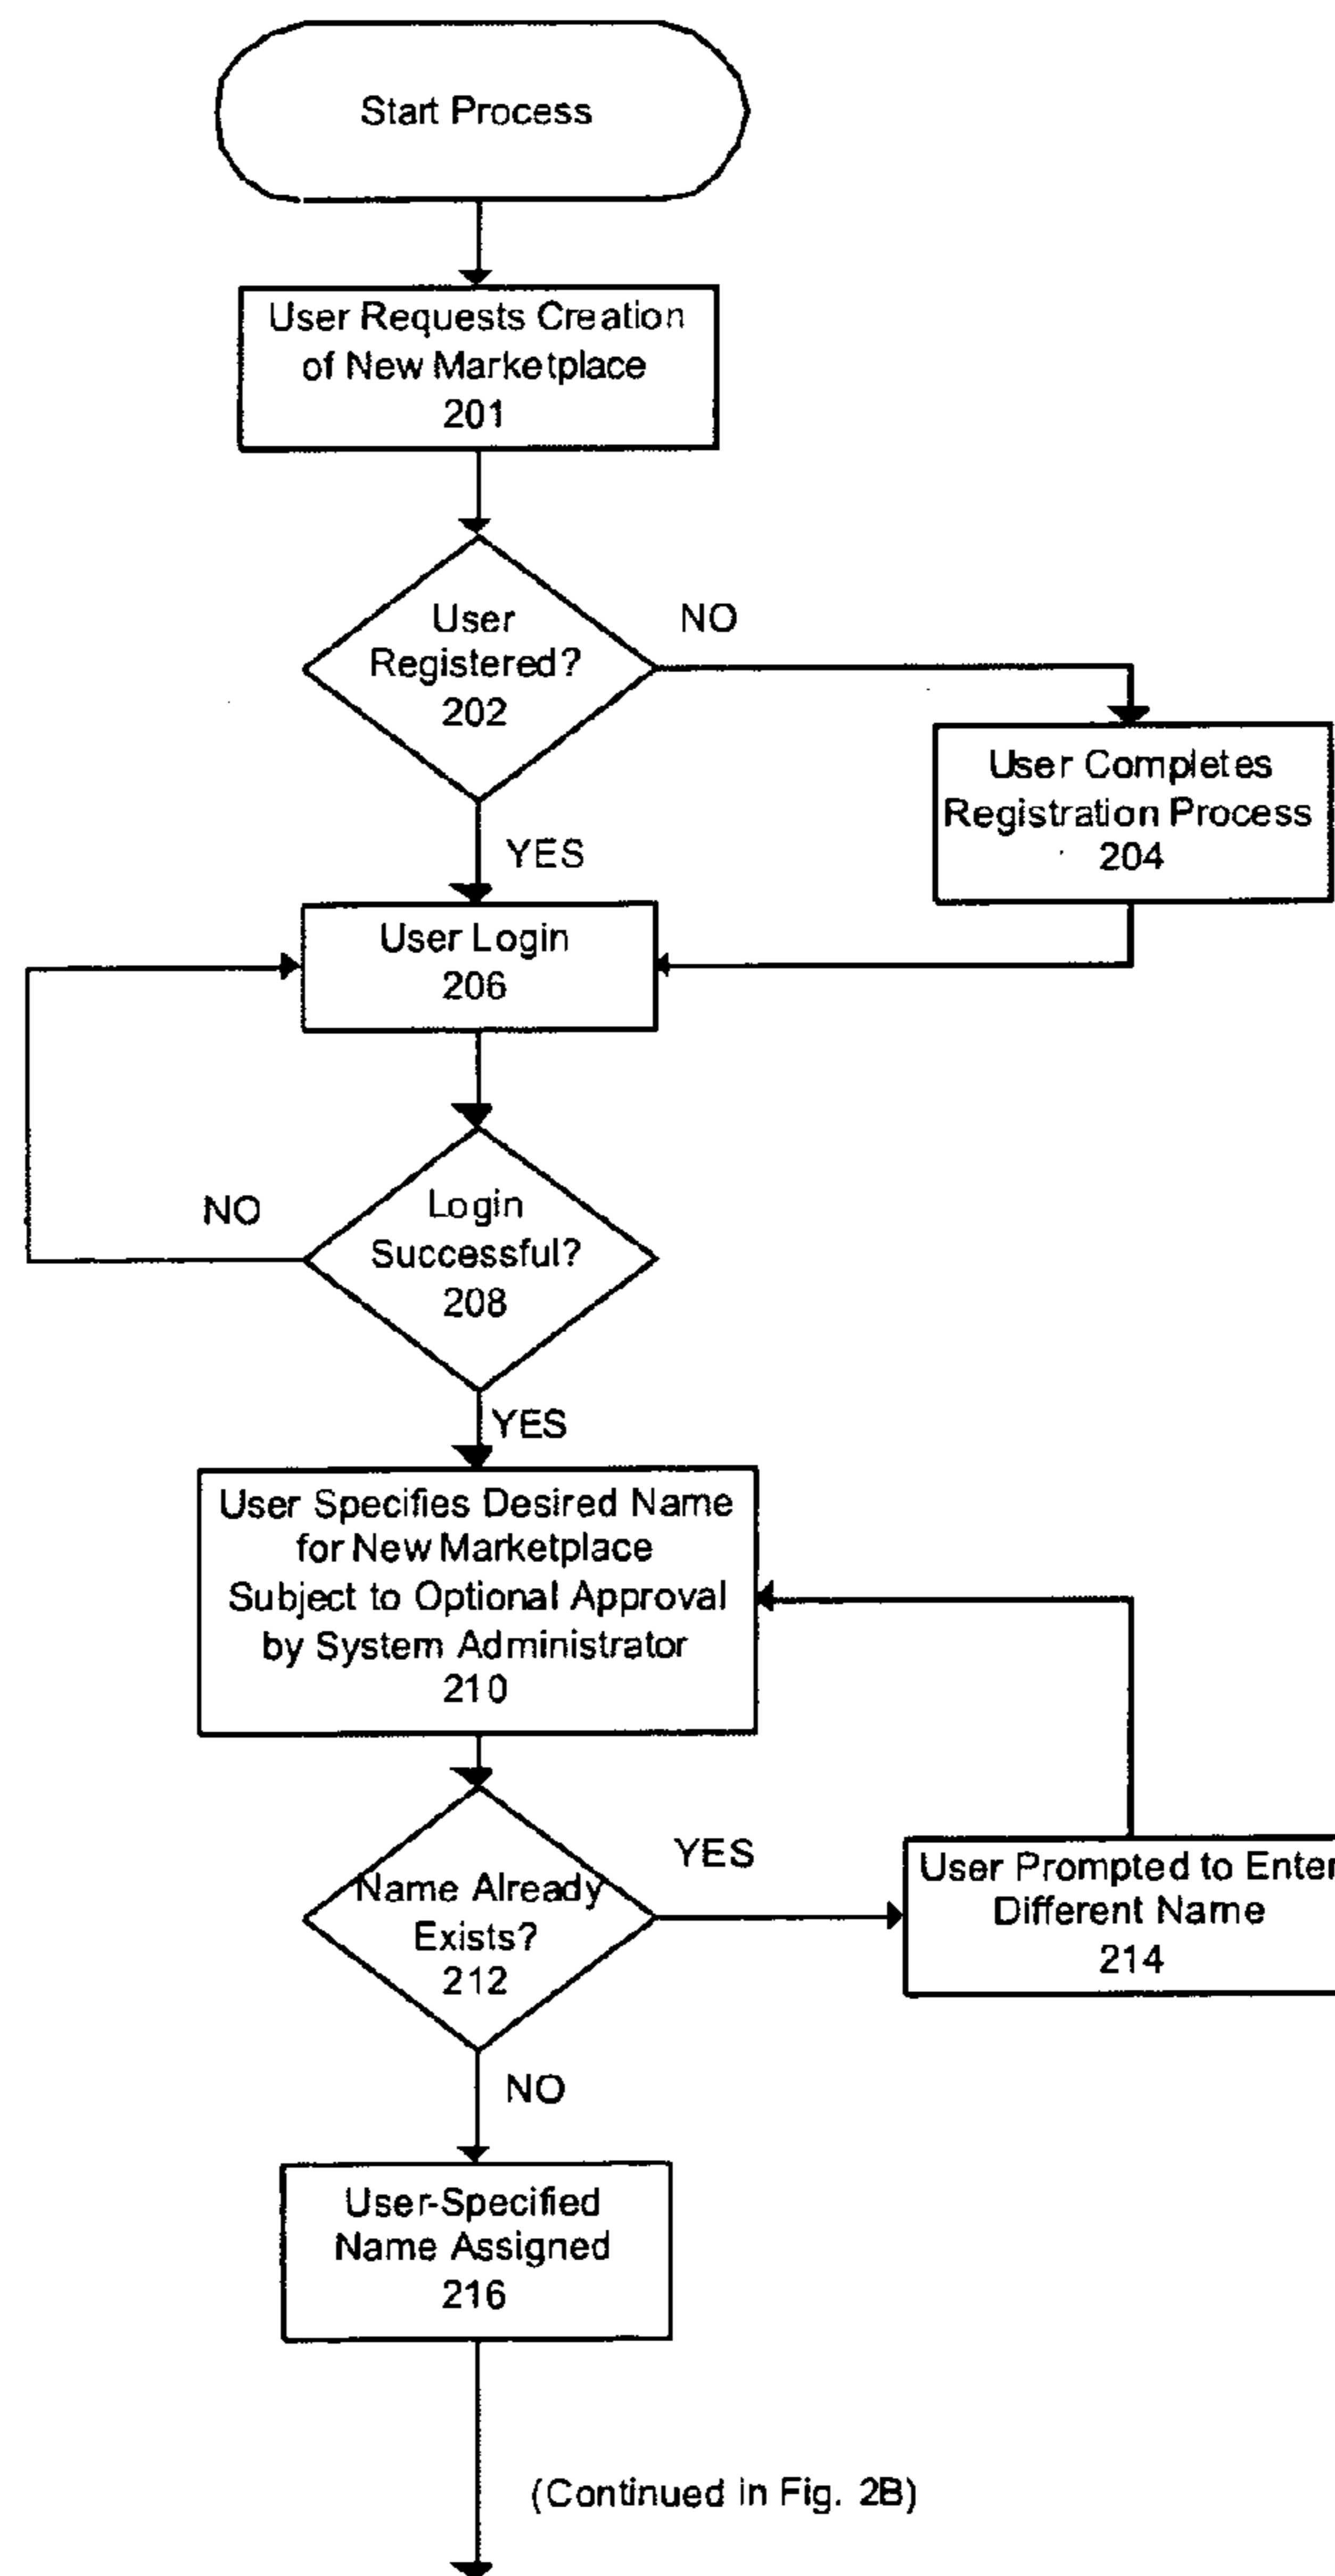 Start Process
User Requests Creation
of New Marketplace
201
User
Registered?
202
NO
User Completes
Registration Process
204
YES
User Login
206
NO
Login
Successful?
208
YES
User Specifies Desired Name
for New Marketplace
Subject to Optional Approval
by System Administrator
210
YES
User Prompted to Enter
Different Name
214
Name Already
Exists?
212
NO
User-Specified
Name Assigned
216
(Continued in Fig. 2B)